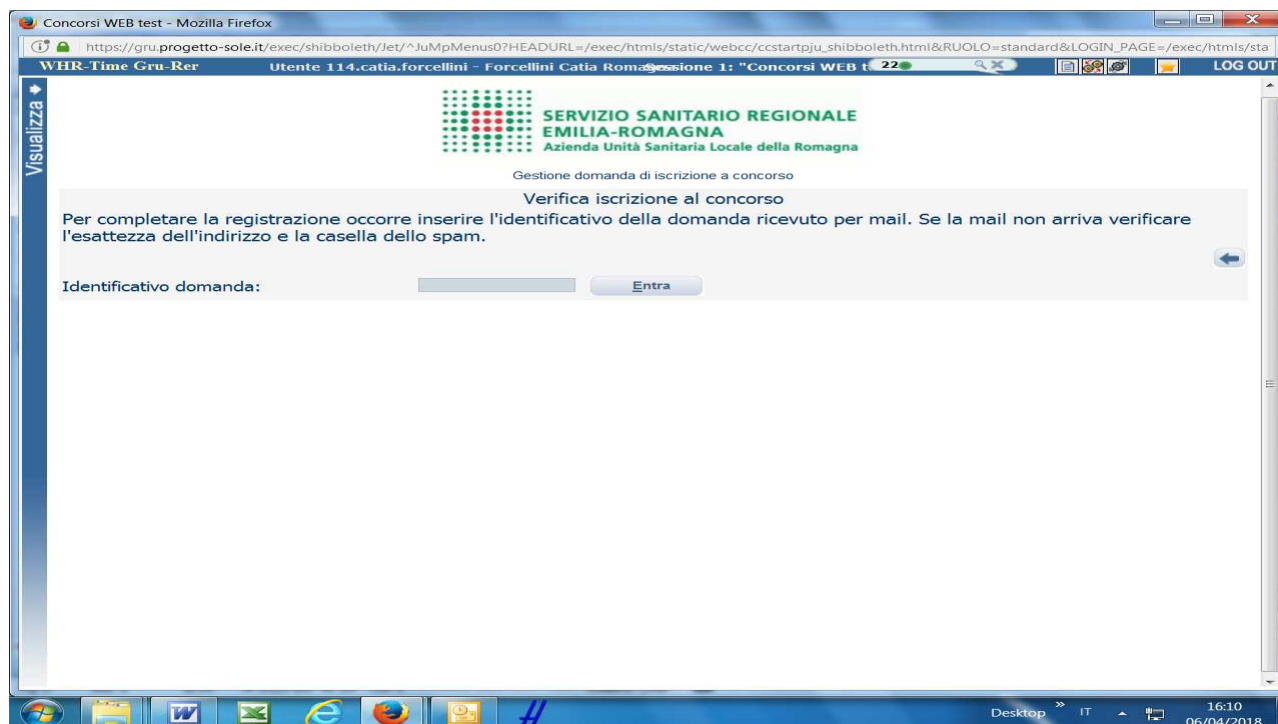 Concorsi WEB test - Mozilla Firefox
https://gru.progetto-sole.it/exec/shibboleth/Jet/^JuMpMenus0?HEADURL=/exec/htmls/static/webcc/ccstartpju_shibboleth.html&RUOLO=standard&LOGIN_PAGE=/exec/htmls/sta
WHR-Time Gru-Rer Utente 114.catia.forcellini - Forcellini Catia 1: "Concorsi WEB t 22 LOG OUT
Visualizza
SERVIZIO SANITARIO REGIONALE
EMILIA-ROMAGNA
Azienda Unità Sanitaria Locale della Romagna
Gestione domanda di iscrizione a concorso
Verifica iscrizione al concorso
Per completare la registrazione occorre inserire l'identificativo della domanda ricevuto per mail. Se la mail non arriva verificare
l'esattezza dell'indirizzo e la casella dello spam.
Identificativo domanda: Entra
Desktop » IT 16:10
06/04/2018